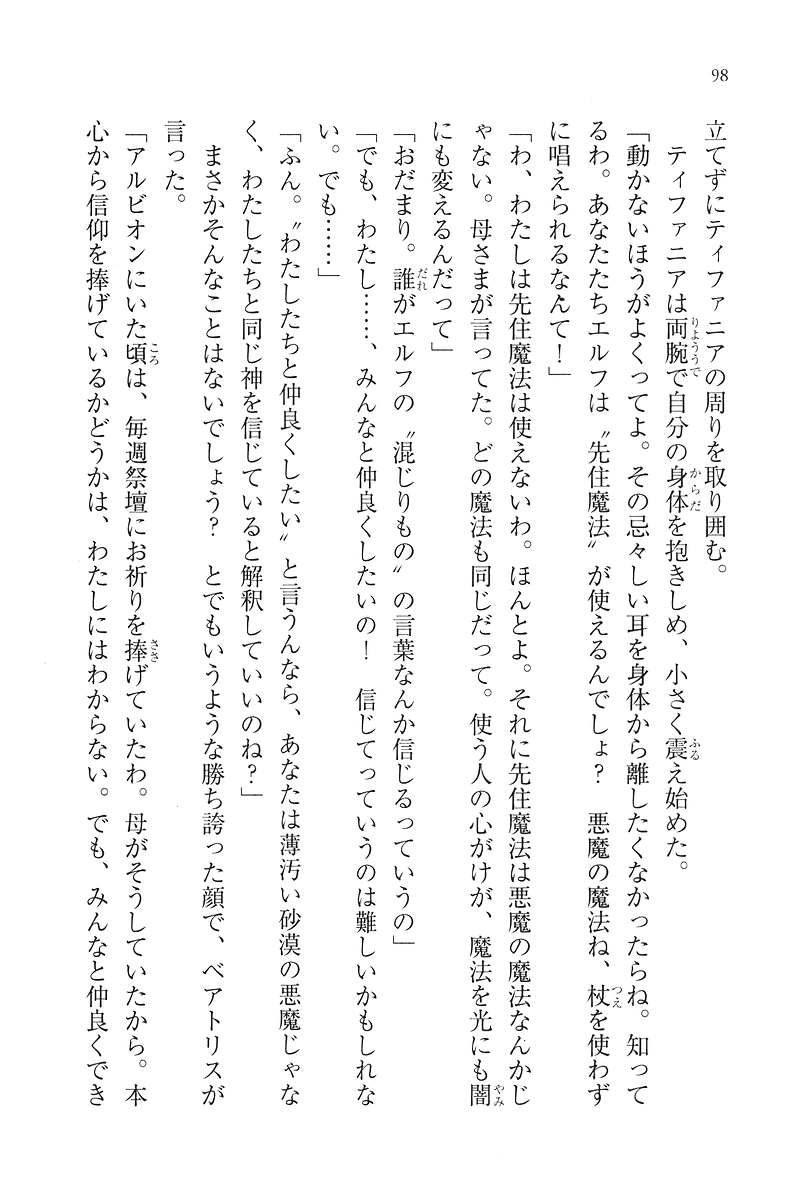 98
立てずにティファニアの周りを取り囲む。
ティファニアは両腕で自分の身体を抱きしめ、小さく震え始めた。
「動かないほうがよくってよ。その忌々しい耳を身体から離したくなかったらね。知って
るわ。あなたたちエルフは〝先住魔法〟が使えるんでしょ？　悪魔の魔法ね、杖を使わず
に唱えられるなんて！」
「わ、わたしは先住魔法は使えないわ。ほんとよ。それに先住魔法は悪魔の魔法なんかじ
ゃない。母さまが言ってた。どの魔法も同じだって。使う人の心がけが、魔法を光にも闇
にも変えるんだって」
「おだまり。誰がエルフの〝混じりもの〟の言葉なんか信じるっていうの」
「でも、わたし……、みんなと仲良くしたいの！　信じてっていうのは難しいかもしれな
い。でも……」
「ふん。〝わたしたちと仲良くしたい〟と言うんなら、あなたは薄汚い砂漠の悪魔じゃな
く、わたしたちと同じ神を信じていると解釈していいのね？」
まさかそんなことはないでしょう？　とでもいうような勝ち誇った顔で、ベアトリスが
言った。
「アルビオンにいた頃は、毎週祭壇にお祈りを捧げていたわ。母がそうしていたから。本
心から信仰を捧げているかどうかは、わたしにはわからない。でも、みんなと仲良くでき